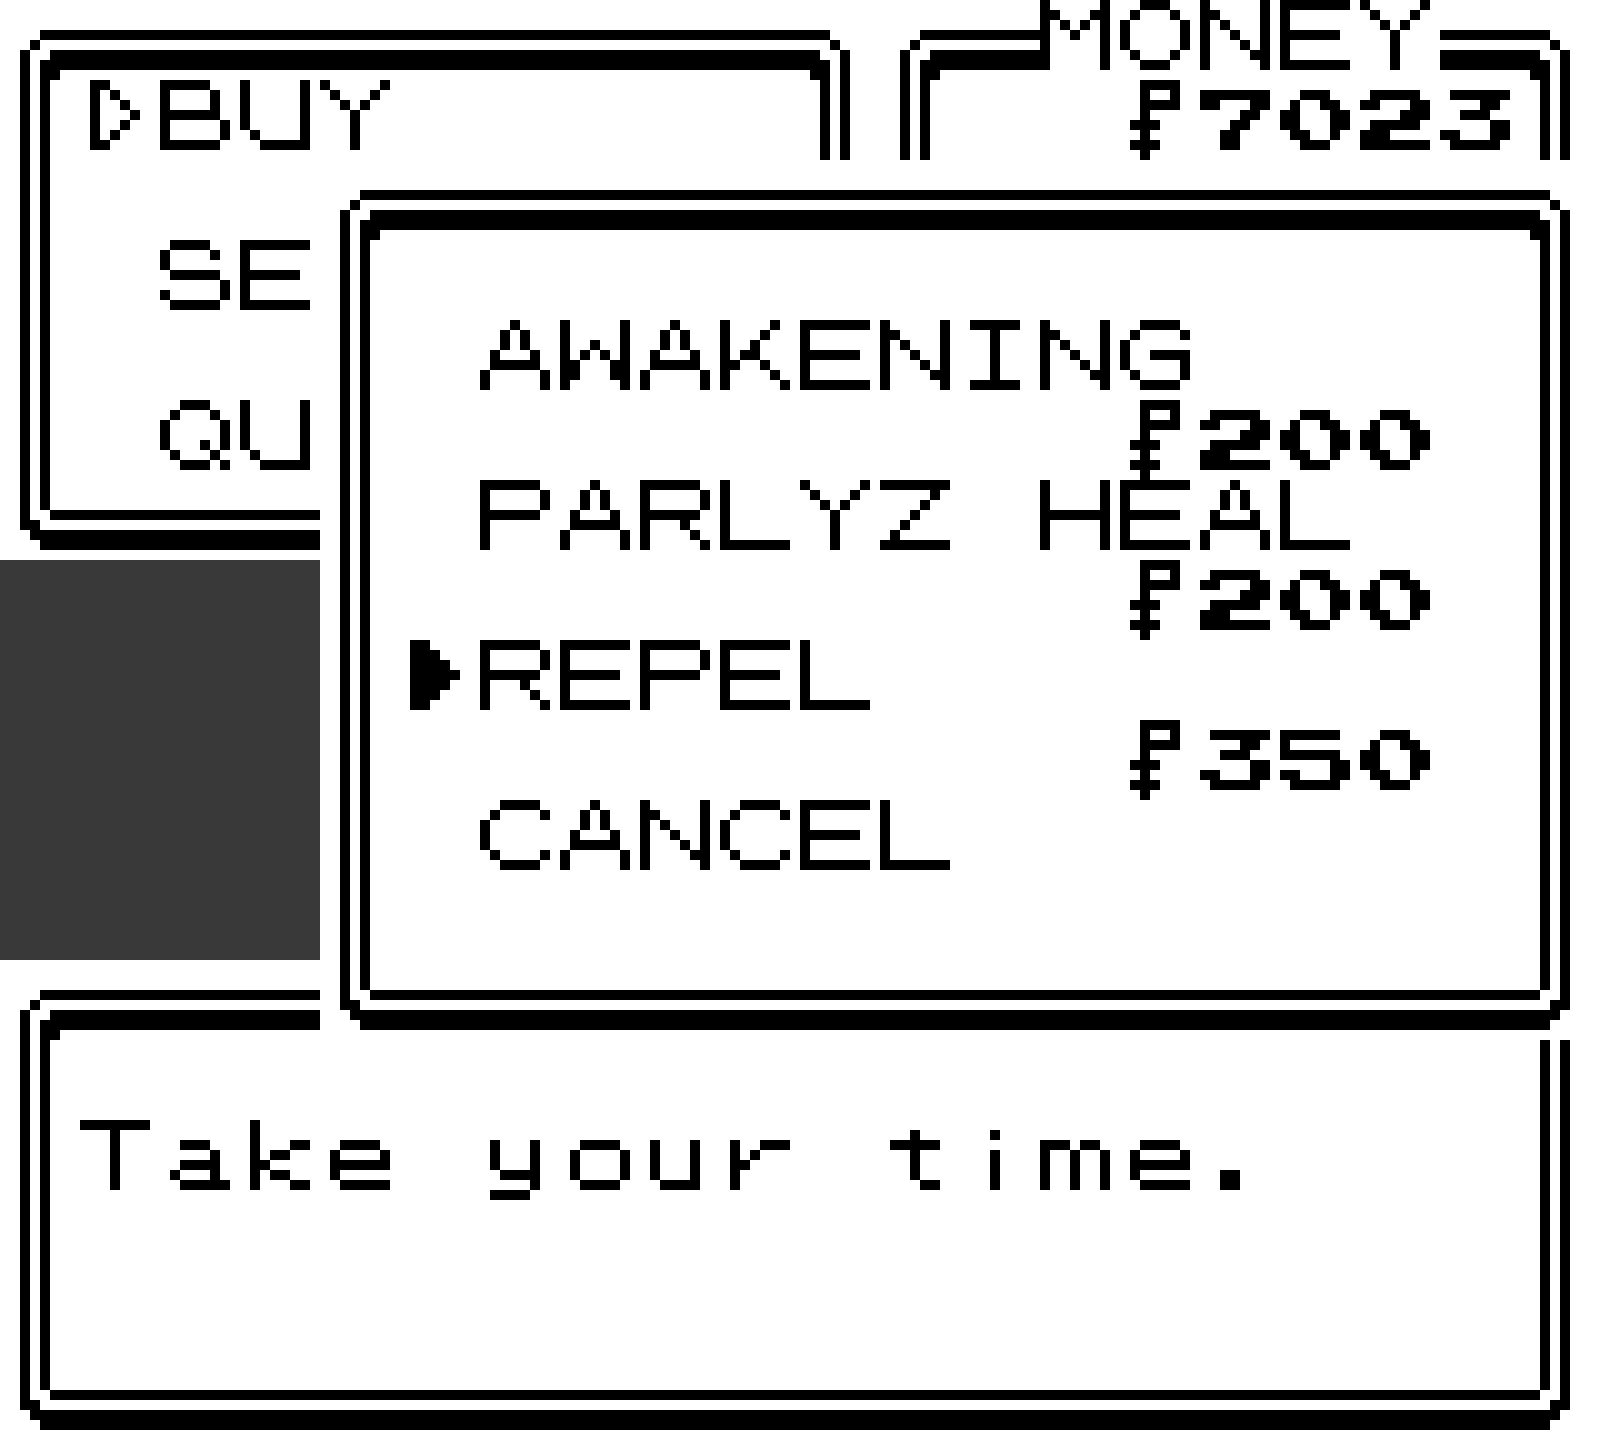 MONEY
▷BUY
₽7023
SE
AWAKENING
₽200
QU
PARLYZ HEAL
₽200
▶REPEL
₽350
CANCEL
Take your time.